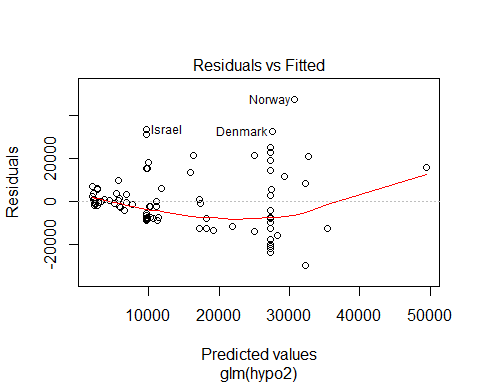 Residuals vs Fitted
Norway
Israel
Denmark
Residuals
-20000
0
20000
10000 20000 30000 40000 50000
Predicted values
glm(hypo2)